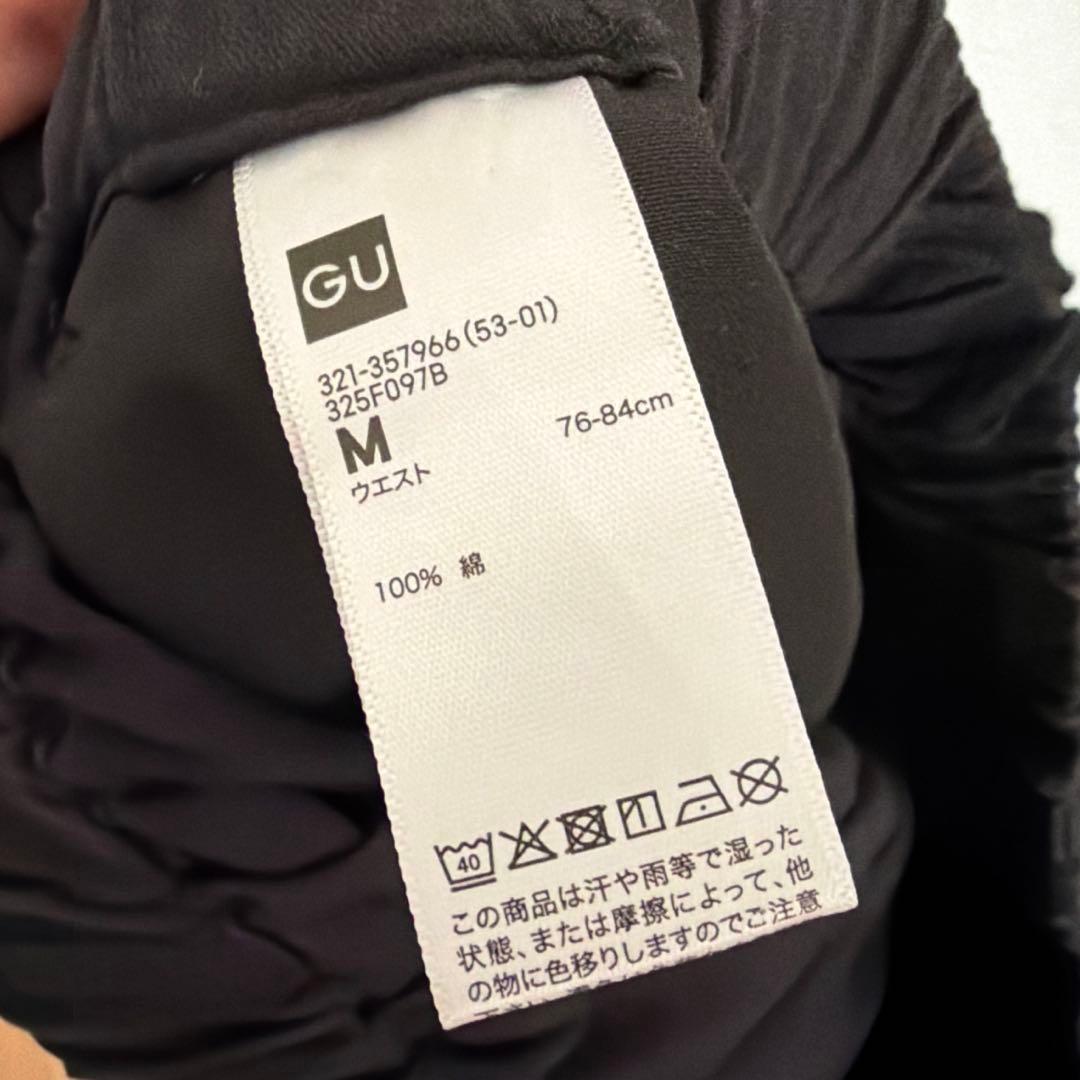 GU
321-357966(53-01)
325F097B
M
ウエスト 76-84cm
100% 綿
40
この商品は汗や雨等で湿った
状態、または摩擦によって、他
の物に色移りしますのでご注意